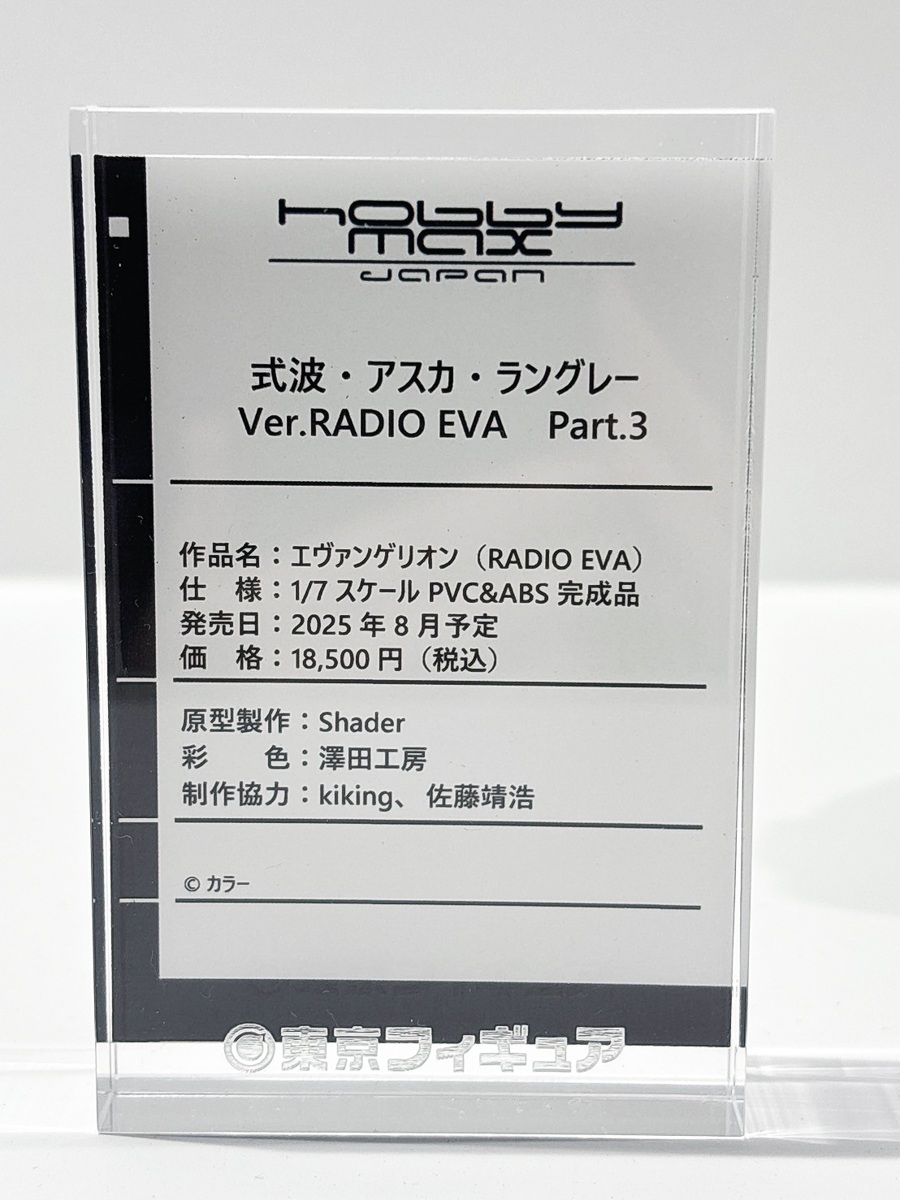 hobby
max
JAPAN
式波・アスカ・ラングレー
Ver.RADIO EVA　Part.3
作品名：エヴァンゲリオン（RADIO EVA）
仕　様：1/7 スケール PVC&ABS 完成品
発売日：2025 年 8 月予定
価　格：18,500 円（税込）
原型製作：Shader
彩　　色：澤田工房
制作協力：kiking、佐藤靖浩
© カラー
東京フィギュア